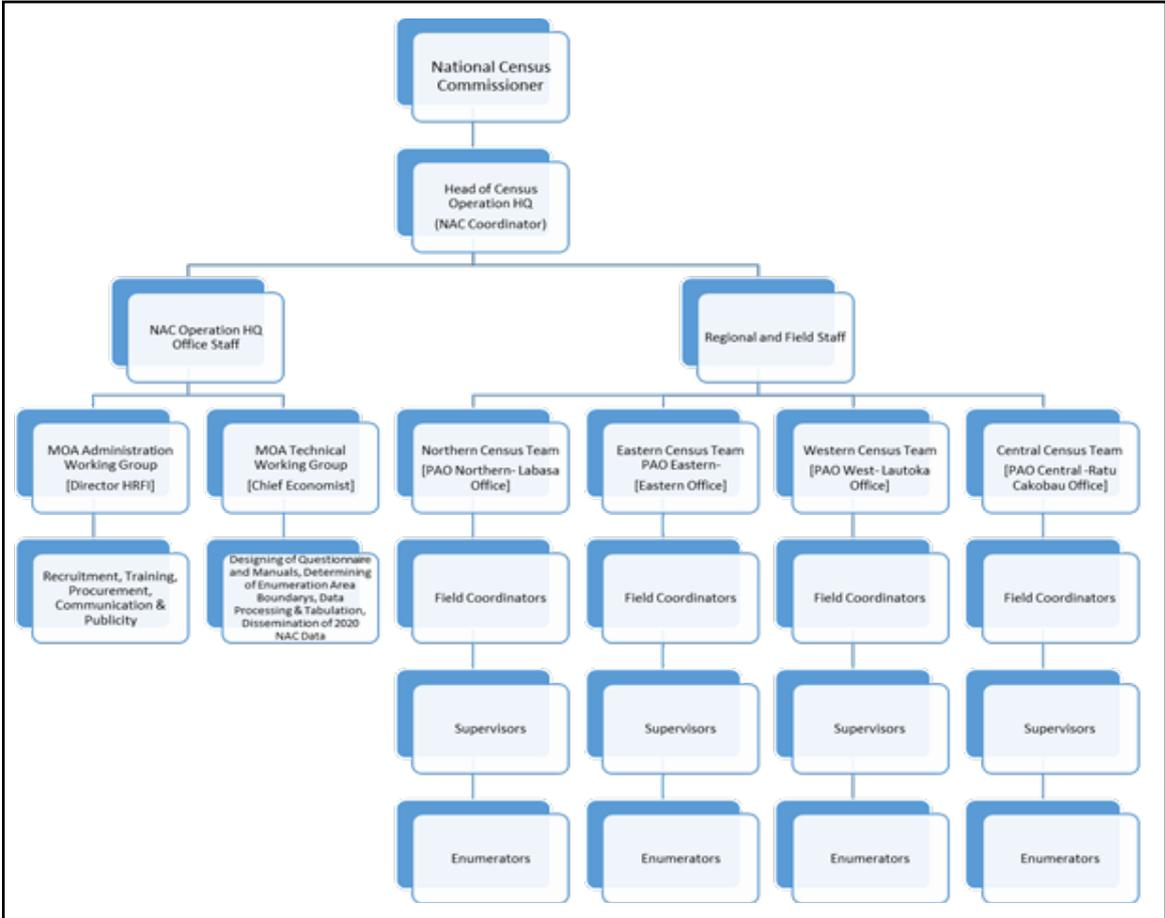 National Census
Commissioner
Head of Census
Operation HQ
(NAC Coordinator)
NAC Operation HQ
Office Staff
Regional and Field Staff
MOA Administration
Working Group
[Director HRFI]
MOA Technical
Working Group
[Chief Economist]
Northern Census Team
[PAO Northern- Labasa
Office]
Eastern Census Team
PAO Eastern-
[Eastern Office]
Western Census Team
[PAO West- Lautoka
Office]
Central Census Team
[PAO Central -Ratu
Cakobau Office]
Recruitment, Training,
Procurement,
Communication &
Publicity
Designing of Questionnaire
and Manuals, Determining
of Enumeration Area
Boundarys, Data
Processing & Tabulation,
Dissemination of 2020
NAC Data
Field Coordinators
Field Coordinators
Field Coordinators
Field Coordinators
Supervisors
Supervisors
Supervisors
Supervisors
Enumerators
Enumerators
Enumerators
Enumerators